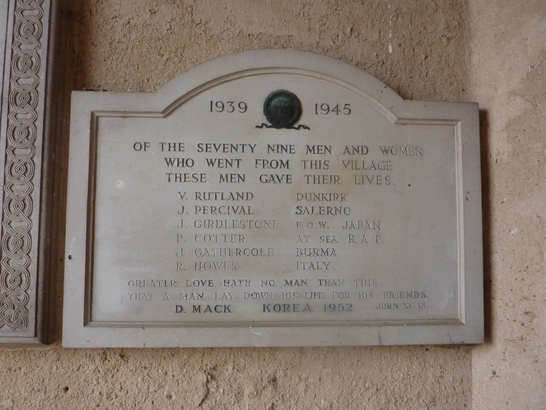 1939 1945
OF THE SEVENTY NINE MEN AND WOMEN
WHO WENT FROM THIS VILLAGE
THESE MEN GAVE THEIR LIVES
V. RUTLAND DUNKIRK
J. PERCIVAL SALERNO
J. GIRDLESTONE P.O.W. JAPAN
P. COTTER AT SEA R.A.F.
J. GATHERCOLE BURMA
R. HOWES ITALY
GREATER LOVE HATH NO MAN THAN THIS
THAT A MAN LAY DOWN HIS LIFE FOR HIS FRIENDS.
D. MACK KOREA 1952 JOHN XV.